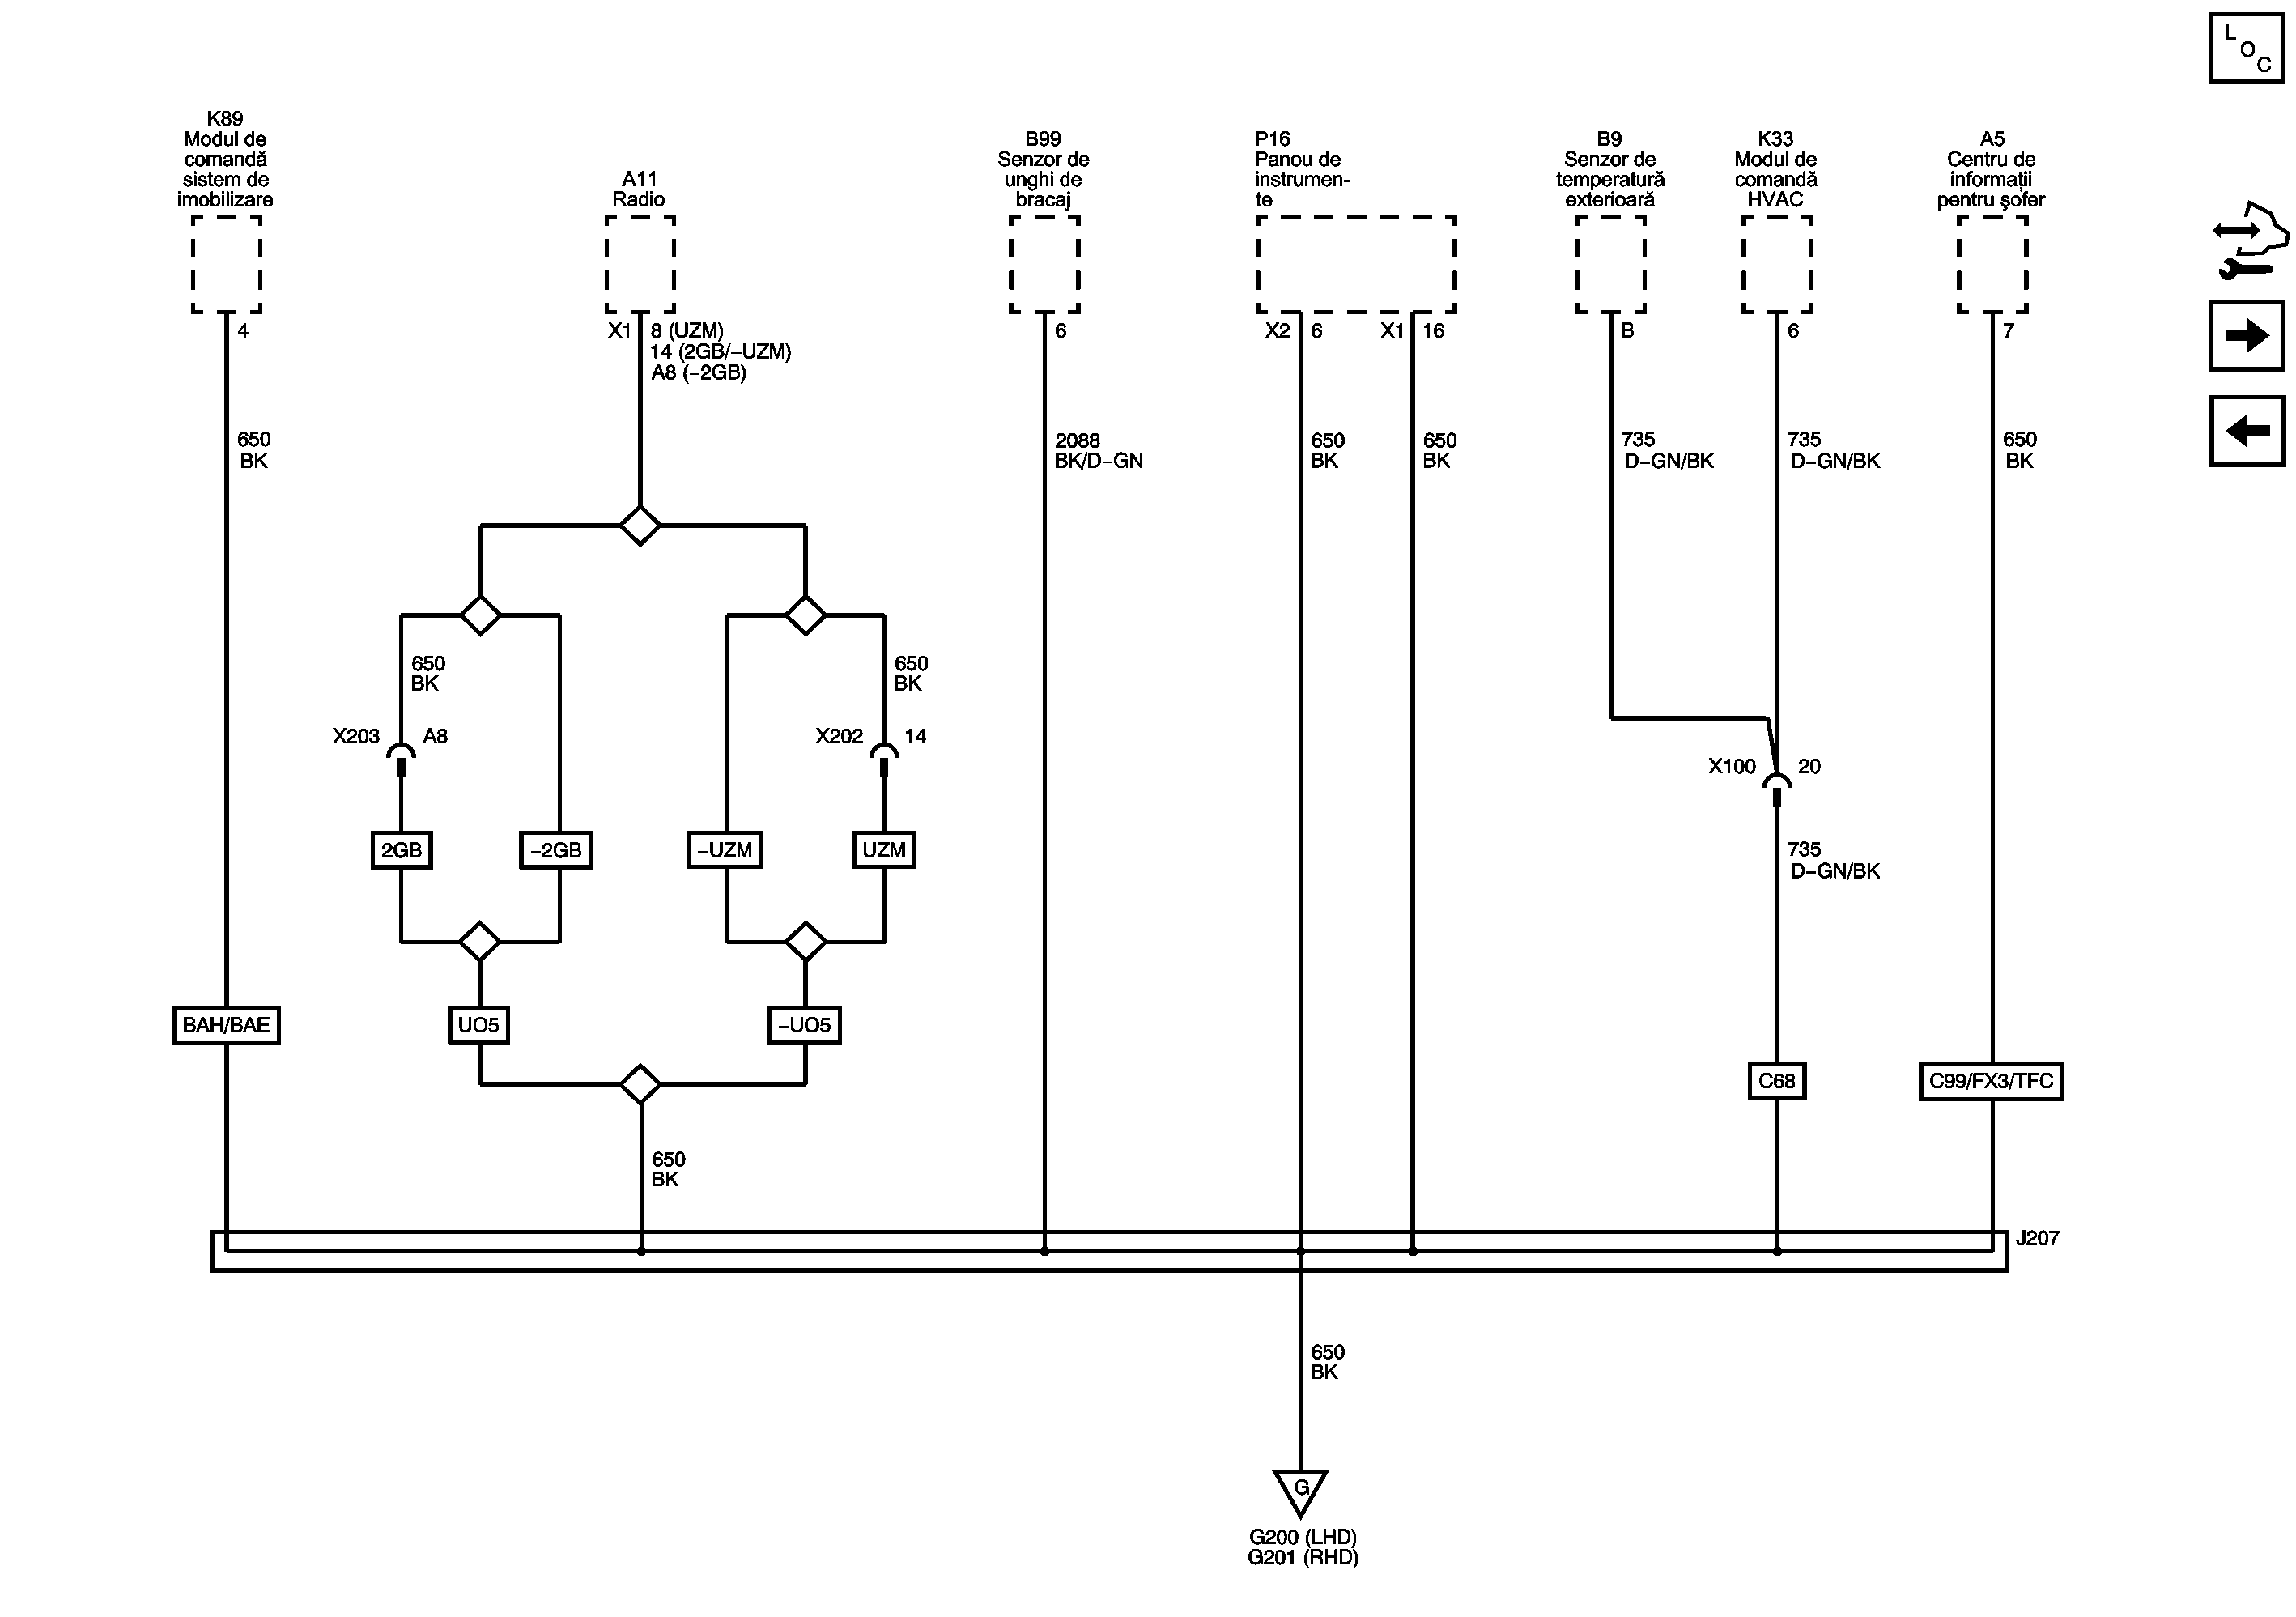 L
O
C
K89
Modul de
comandă
sistem de
imobilizare
A11
Radio
B99
Senzor de
unghi de
bracaj
P16
Panou de
instrumen-
te
B9
Senzor de
temperatură
exterioară
K33
Modul de
comandă
HVAC
A5
Centru de
informaţii
pentru şofer
4
X1 8 (UZM)
14 (2GB/−UZM)
A8 (−2GB)
6
X2 6
X1 16
B
6
7
650
BK
2088
BK/D−GN
650
BK
650
BK
735
D−GN/BK
735
D−GN/BK
650
BK
650
BK
650
BK
X203 A8
X202 14
X100 20
2GB
−2GB
−UZM
UZM
735
D−GN/BK
BAH/BAE
UO5
−UO5
C68
C99/FX3/TFC
650
BK
J207
650
BK
G
G200 (LHD)
G201 (RHD)